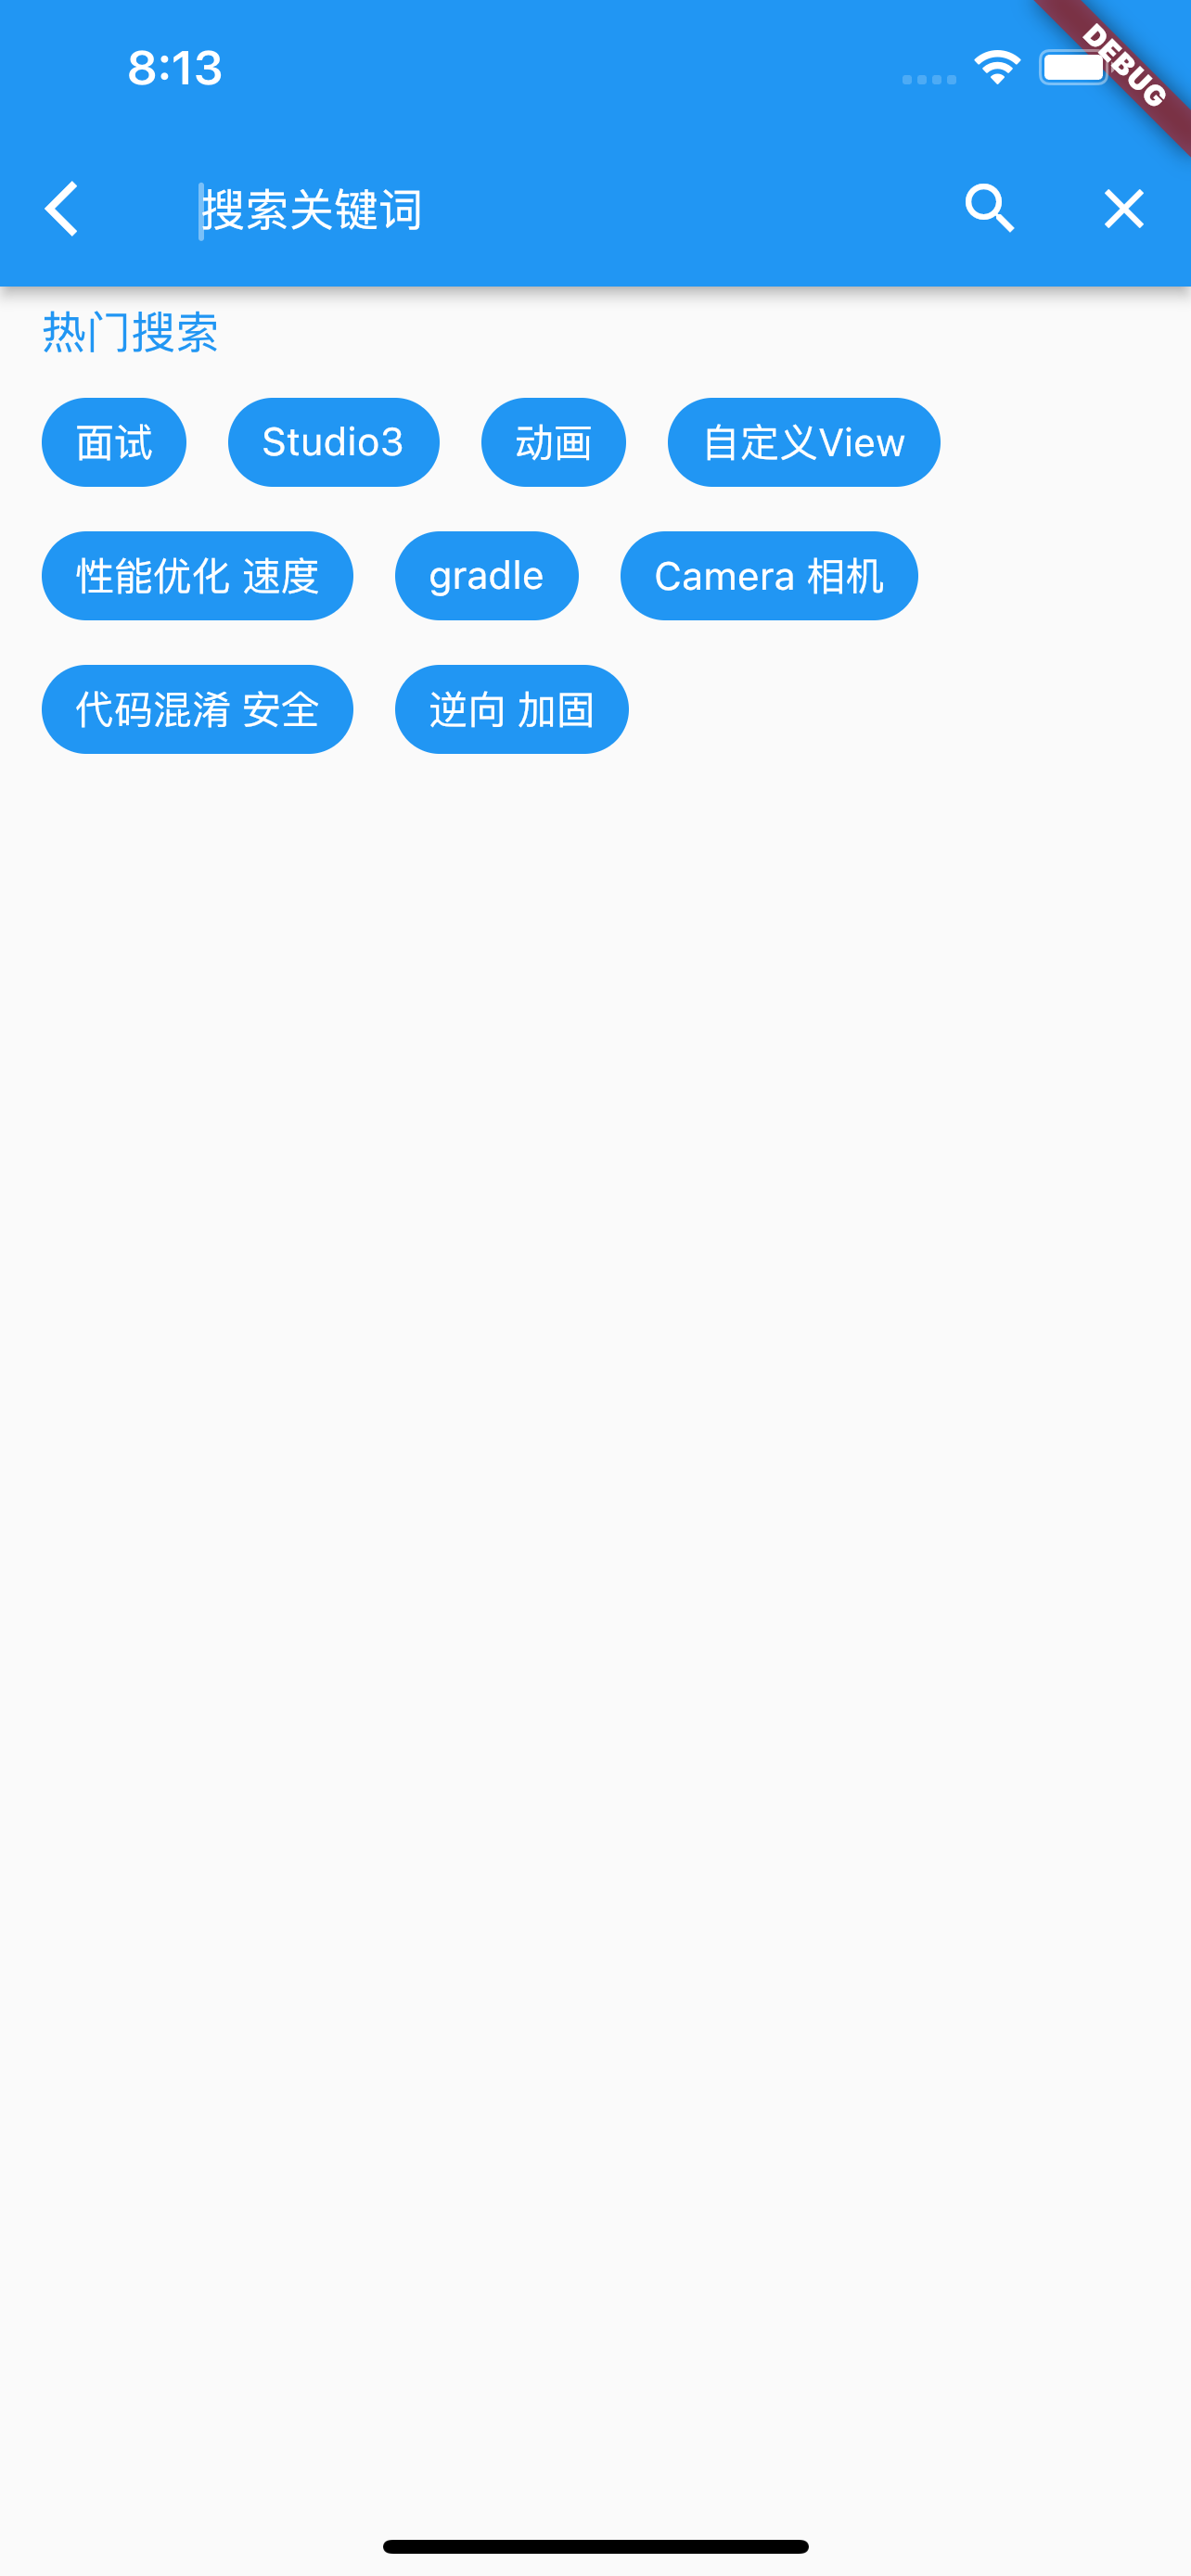 8:13
DEBUG
搜索关键词
热门搜索
面试 Studio3 动画 自定义View
性能优化 速度 gradle Camera 相机
代码混淆 安全 逆向 加固